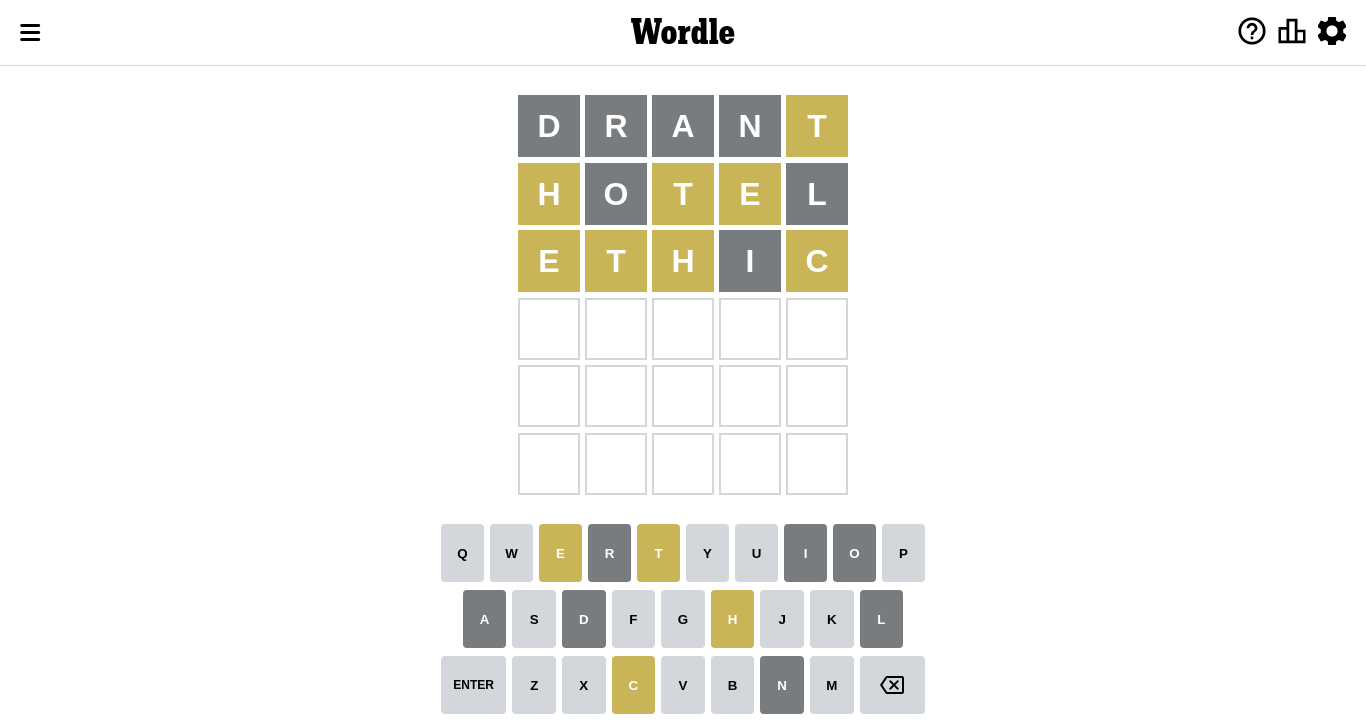 Wordle
D R A N T
H O T E L
E T H I C
Q W E R T Y U I O P
A S D F G H J K L
ENTER Z X C V B N M